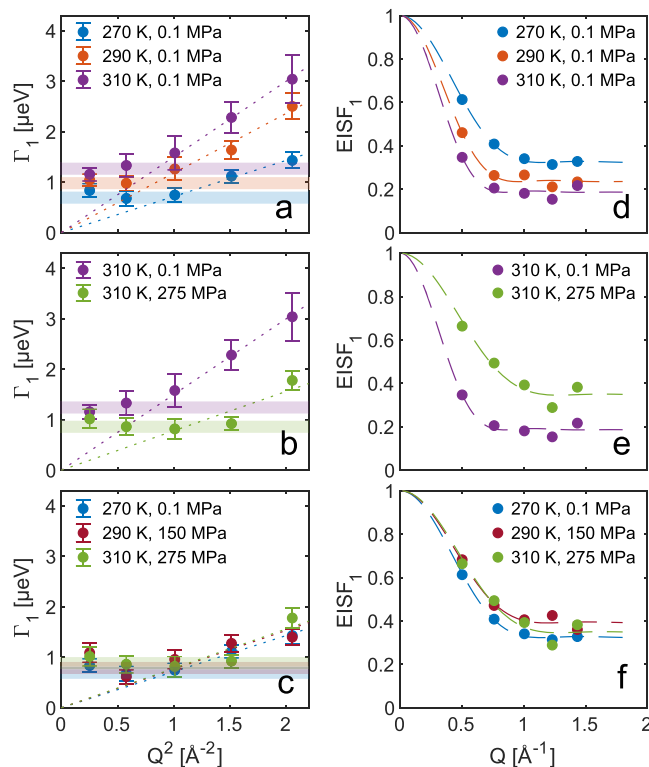 4
3
2
1
0
Γ₁ [µeV]
270 K, 0.1 MPa
290 K, 0.1 MPa
310 K, 0.1 MPa
a
1
0.8
0.6
0.4
0.2
0
EISF₁
270 K, 0.1 MPa
290 K, 0.1 MPa
310 K, 0.1 MPa
d
4
3
2
1
0
Γ₁ [µeV]
310 K, 0.1 MPa
310 K, 275 MPa
b
1
0.8
0.6
0.4
0.2
0
EISF₁
310 K, 0.1 MPa
310 K, 275 MPa
e
4
3
2
1
0
Γ₁ [µeV]
270 K, 0.1 MPa
290 K, 150 MPa
310 K, 275 MPa
c
0 0.5 1 1.5 2
Q² [Å⁻²]
1
0.8
0.6
0.4
0.2
0
EISF₁
270 K, 0.1 MPa
290 K, 150 MPa
310 K, 275 MPa
f
0 0.5 1 1.5 2
Q [Å⁻¹]